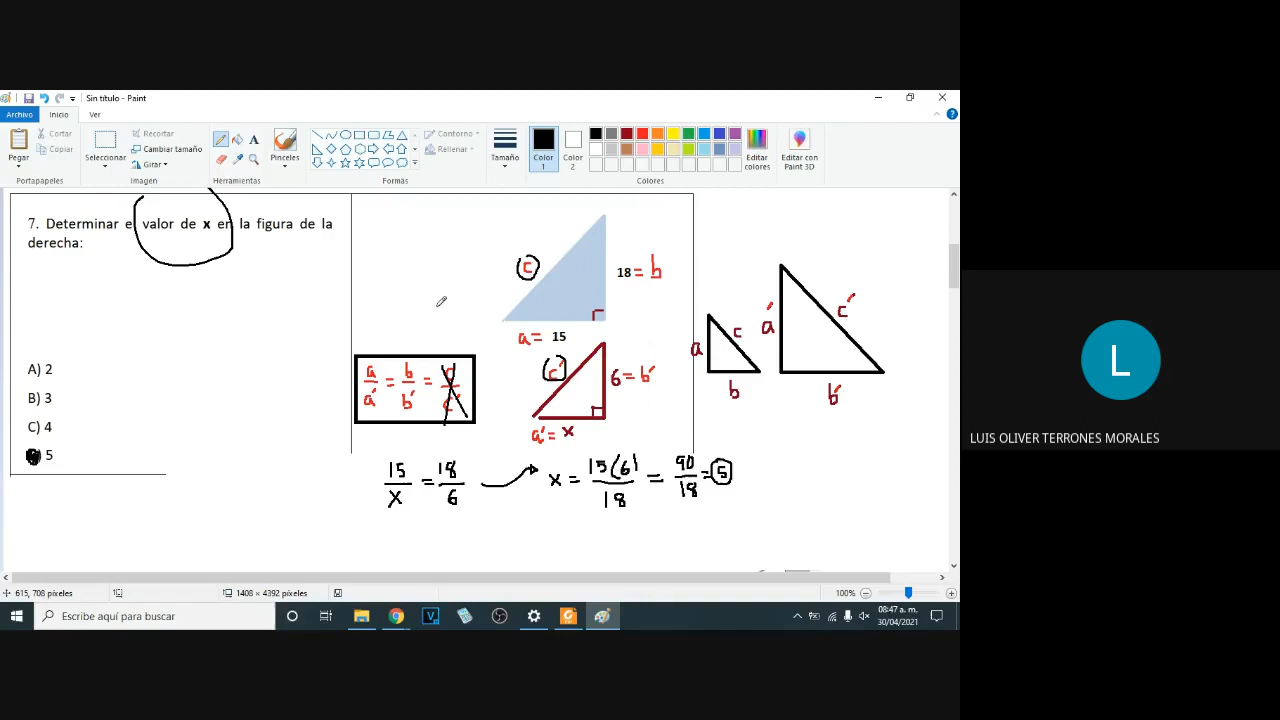 Sin título - Paint
Archivo Inicio Ver
Pegar
Cortar
Copiar
Portapapeles
Seleccionar
Recortar
Cambiar tamaño
Girar
Imagen
A
Herramientas
Pinceles
Contorno
Rellenar
Formas
Tamaño
Color 1
Color 2
Editar colores
Colores
Editar con Paint 3D
7. Determinar el valor de x en la figura de la
derecha:
A) 2
B) 3
C) 4
5
c
18 = b
a = 15
c'
6 = b'
a' = x
a/a' = b/b' = c/c'
a c b
a' c' b'
15/x = 18/6
x = 15(6)/18 = 90/18 = 5
615, 708 píxeles
1408 × 4392 píxeles
100%
Escribe aquí para buscar
08:47 a. m.
30/04/2021
L
LUIS OLIVER TERRONES MORALES